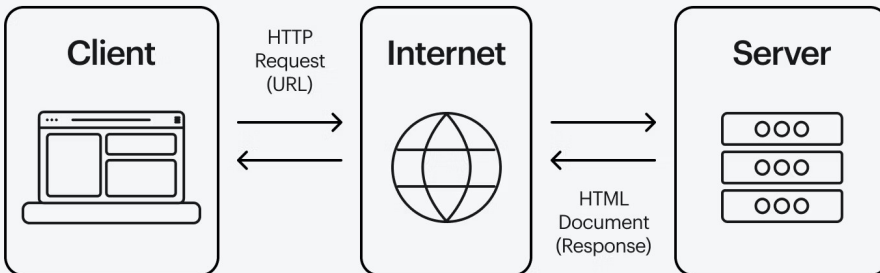 Client
HTTP
Request
(URL)
Internet
Server
HTML
Document
(Response)